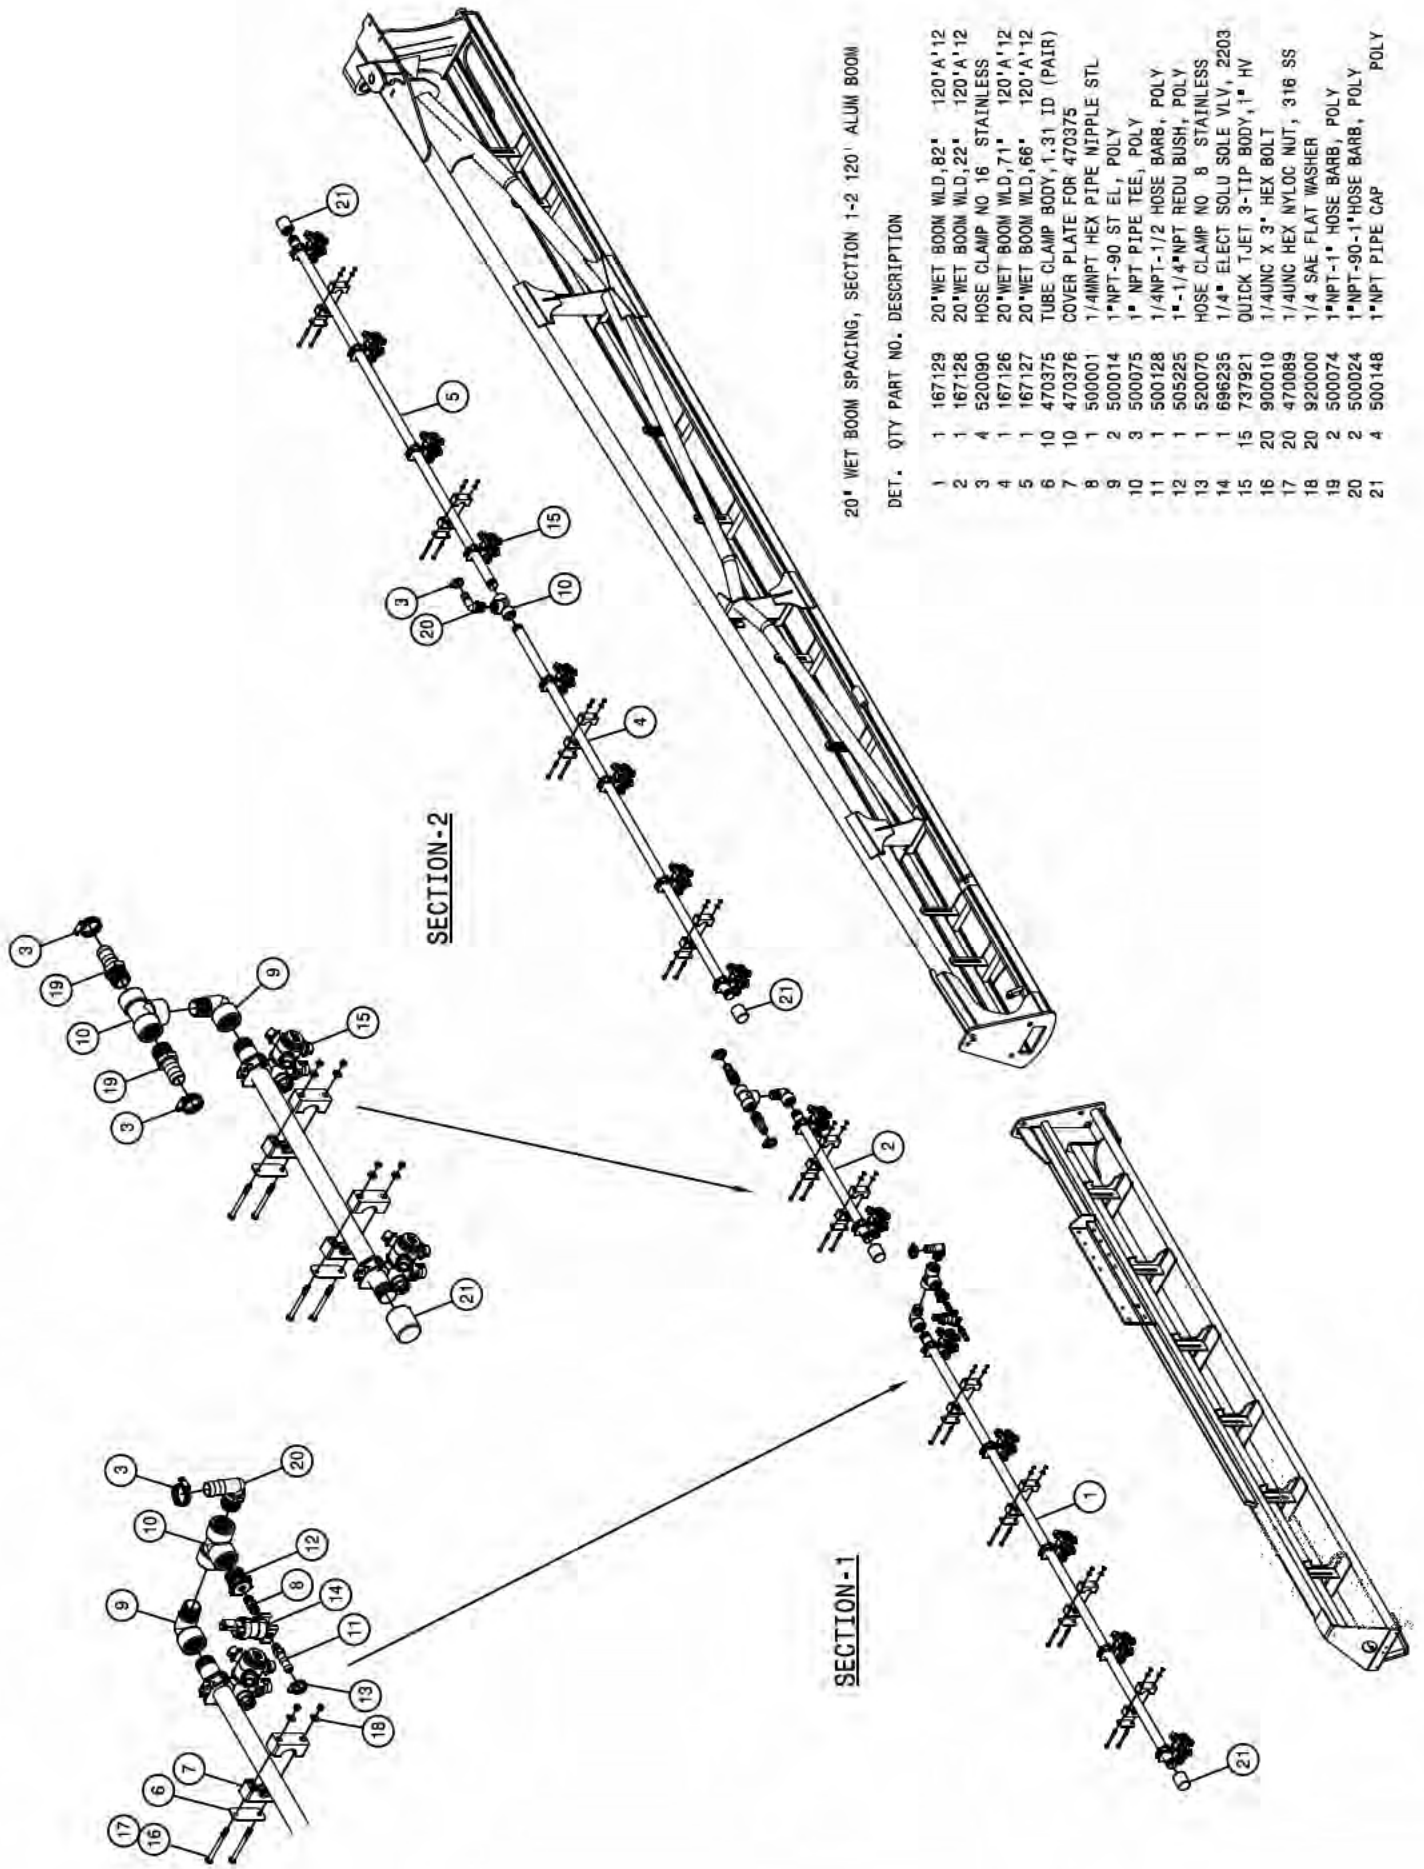 20" WET BOOM SPACING, SECTION 1-2 120' ALUM BOOM
DET. QTY PART NO. DESCRIPTION
1 1 167129 20"WET BOOM WLD,82" 120'A'12
2 1 167128 20"WET BOOM WLD,22" 120'A'12
3 4 520090 HOSE CLAMP NO 16 STAINLESS
4 1 167126 20"WET BOOM WLD,71" 120'A'12
5 1 167127 20"WET BOOM WLD,66" 120'A'12
6 10 470375 TUBE CLAMP BODY,1.31 ID (PAIR)
7 10 470376 COVER PLATE FOR 470375
8 1 500001 1/4MNPT HEX PIPE NIPPLE STL
9 2 500014 1"NPT-90 ST EL, POLY
10 3 500075 1" NPT PIPE TEE, POLY
11 1 500128 1/4NPT-1/2 HOSE BARB, POLY
12 1 505225 1"-1/4"NPT REDU BUSH, POLY
13 1 520070 HOSE CLAMP NO 8 STAINLESS
14 1 696235 1/4" ELECT SOLU SOLE VLV, 2203
15 15 737921 QUICK TJET 3-TIP BODY,1" HV
16 20 900010 1/4UNC X 3" HEX BOLT
17 20 470089 1/4UNC HEX NYLOC NUT, 316 SS
18 20 920000 1/4 SAE FLAT WASHER
19 2 500074 1"NPT-1" HOSE BARB, POLY
20 2 500024 1"NPT-90-1"HOSE BARB, POLY
21 4 500148 1"NPT PIPE CAP POLY
SECTION-2
3
19
10
19
3
9
15
21
21
5
15
3
20
10
4
21
2
SECTION-1
3
20
10
12
9
8
14
11
13
18
7
6
17
16
1
21